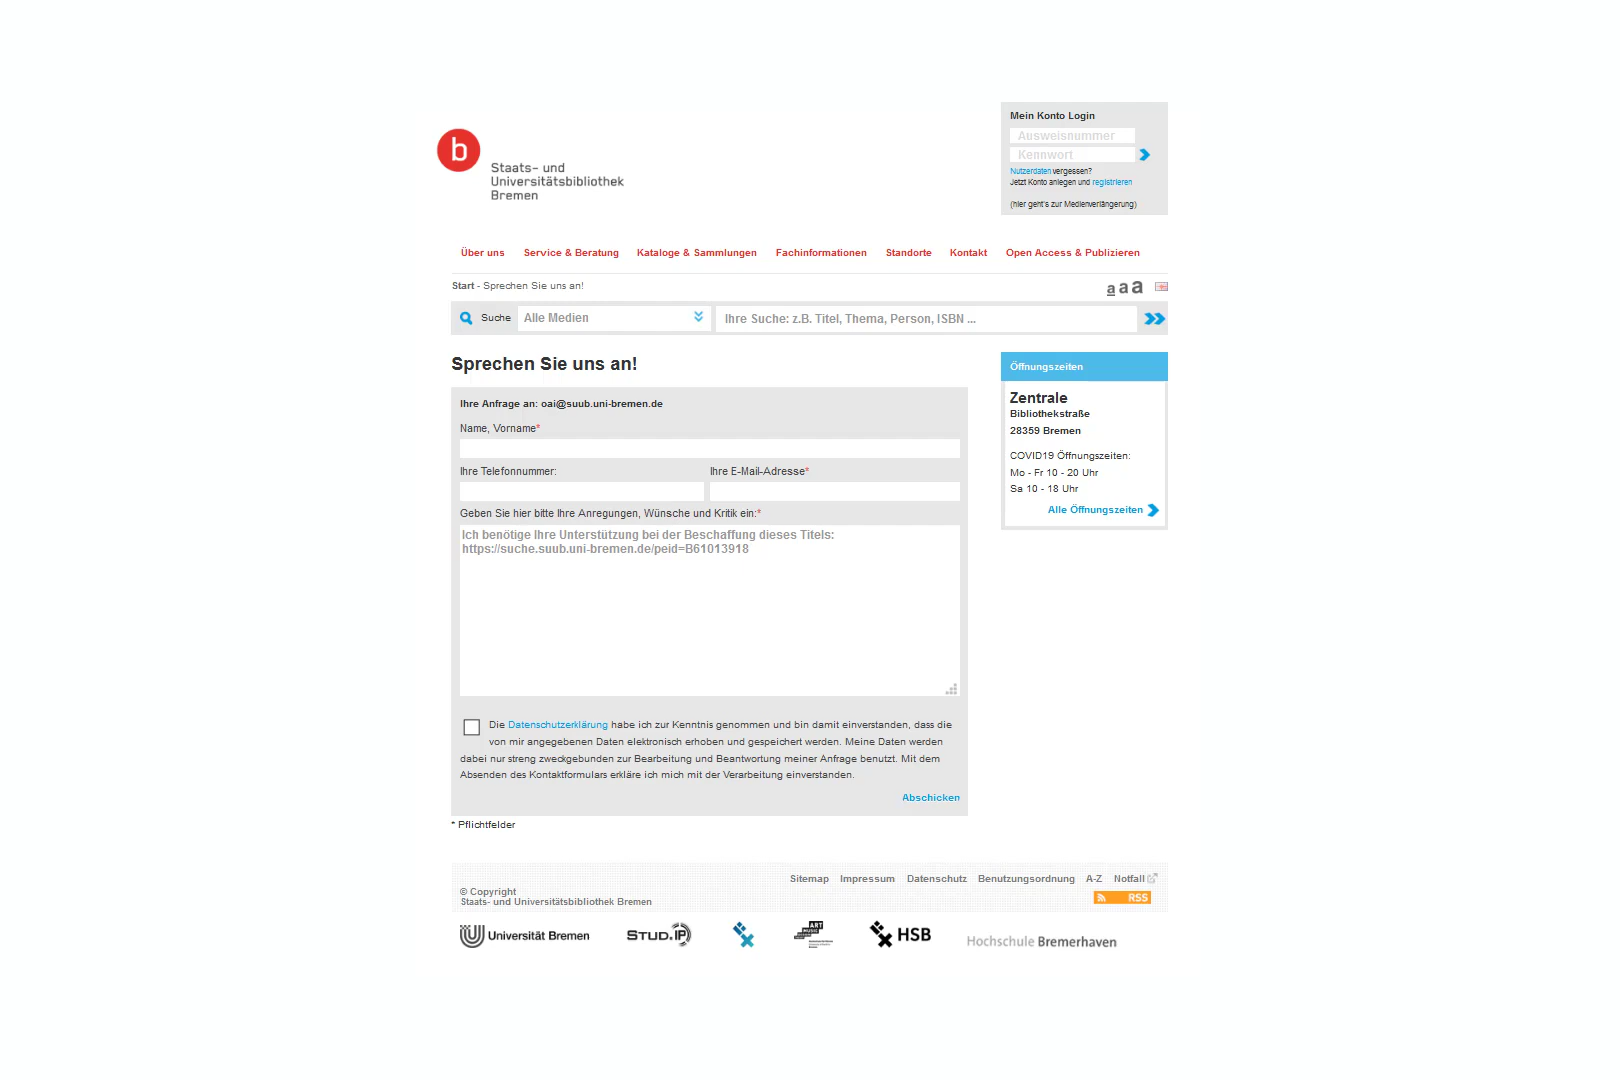 Mein Konto Login
Ausweisnummer
Kennwort
Nutzerdaten vergessen?
Jetzt Konto anlegen und registrieren
(hier geht's zur Medienverlängerung)
b
Staats- und
Universitätsbibliothek
Bremen
Über uns Service & Beratung Kataloge & Sammlungen Fachinformationen Standorte Kontakt Open Access & Publizieren
Start - Sprechen Sie uns an!
a a a
Suche Alle Medien Ihre Suche: z.B. Titel, Thema, Person, ISBN ...
Sprechen Sie uns an!
Ihre Anfrage an: oai@suub.uni-bremen.de
Name, Vorname*
Ihre Telefonnummer: Ihre E-Mail-Adresse*
Geben Sie hier bitte Ihre Anregungen, Wünsche und Kritik ein:*
Ich benötige Ihre Unterstützung bei der Beschaffung dieses Titels:
https://suche.suub.uni-bremen.de/peid=B61013918
Die Datenschutzerklärung habe ich zur Kenntnis genommen und bin damit einverstanden, dass die
von mir angegebenen Daten elektronisch erhoben und gespeichert werden. Meine Daten werden
dabei nur streng zweckgebunden zur Bearbeitung und Beantwortung meiner Anfrage benutzt. Mit dem
Absenden des Kontaktformulars erkläre ich mich mit der Verarbeitung einverstanden.
Abschicken
* Pflichtfelder
Öffnungszeiten
Zentrale
Bibliothekstraße
28359 Bremen
COVID19 Öffnungszeiten:
Mo - Fr 10 - 20 Uhr
Sa 10 - 18 Uhr
Alle Öffnungszeiten
Sitemap Impressum Datenschutz Benutzungsordnung A-Z Notfall
© Copyright
Staats- und Universitätsbibliothek Bremen
RSS
Universität Bremen
STUD.IP
ART
MUSIC
HSB
Hochschule Bremerhaven